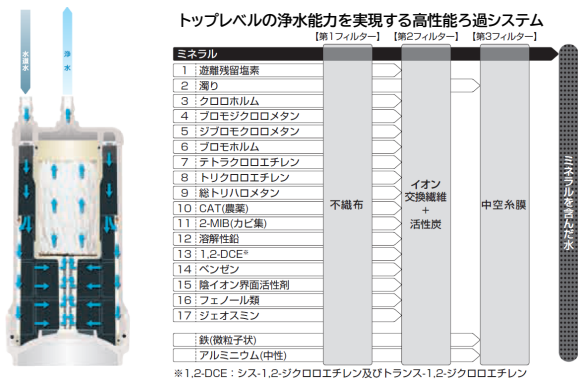 トップレベルの浄水能力を実現する高性能ろ過システム
【第1フィルター】 【第2フィルター】 【第3フィルター】
水道水
浄水
ミネラル
1 遊離残留塩素
2 濁り
3 クロロホルム
4 ブロモジクロロメタン
5 ジブロモクロロメタン
6 ブロモホルム
7 テトラクロロエチレン
8 トリクロロエチレン
9 総トリハロメタン
10 CAT(農薬)
11 2-MIB(カビ集)
12 溶解性鉛
13 1,2-DCE※
14 ベンゼン
15 陰イオン界面活性剤
16 フェノール類
17 ジェオスミン
鉄(微粒子状)
アルミニウム(中性)
不織布
イオン
交換繊維
+
活性炭
中空糸膜
ミネラルを含んだ水
※1,2-DCE：シス-1,2-ジクロロエチレン及びトランス-1,2-ジクロロエチレン